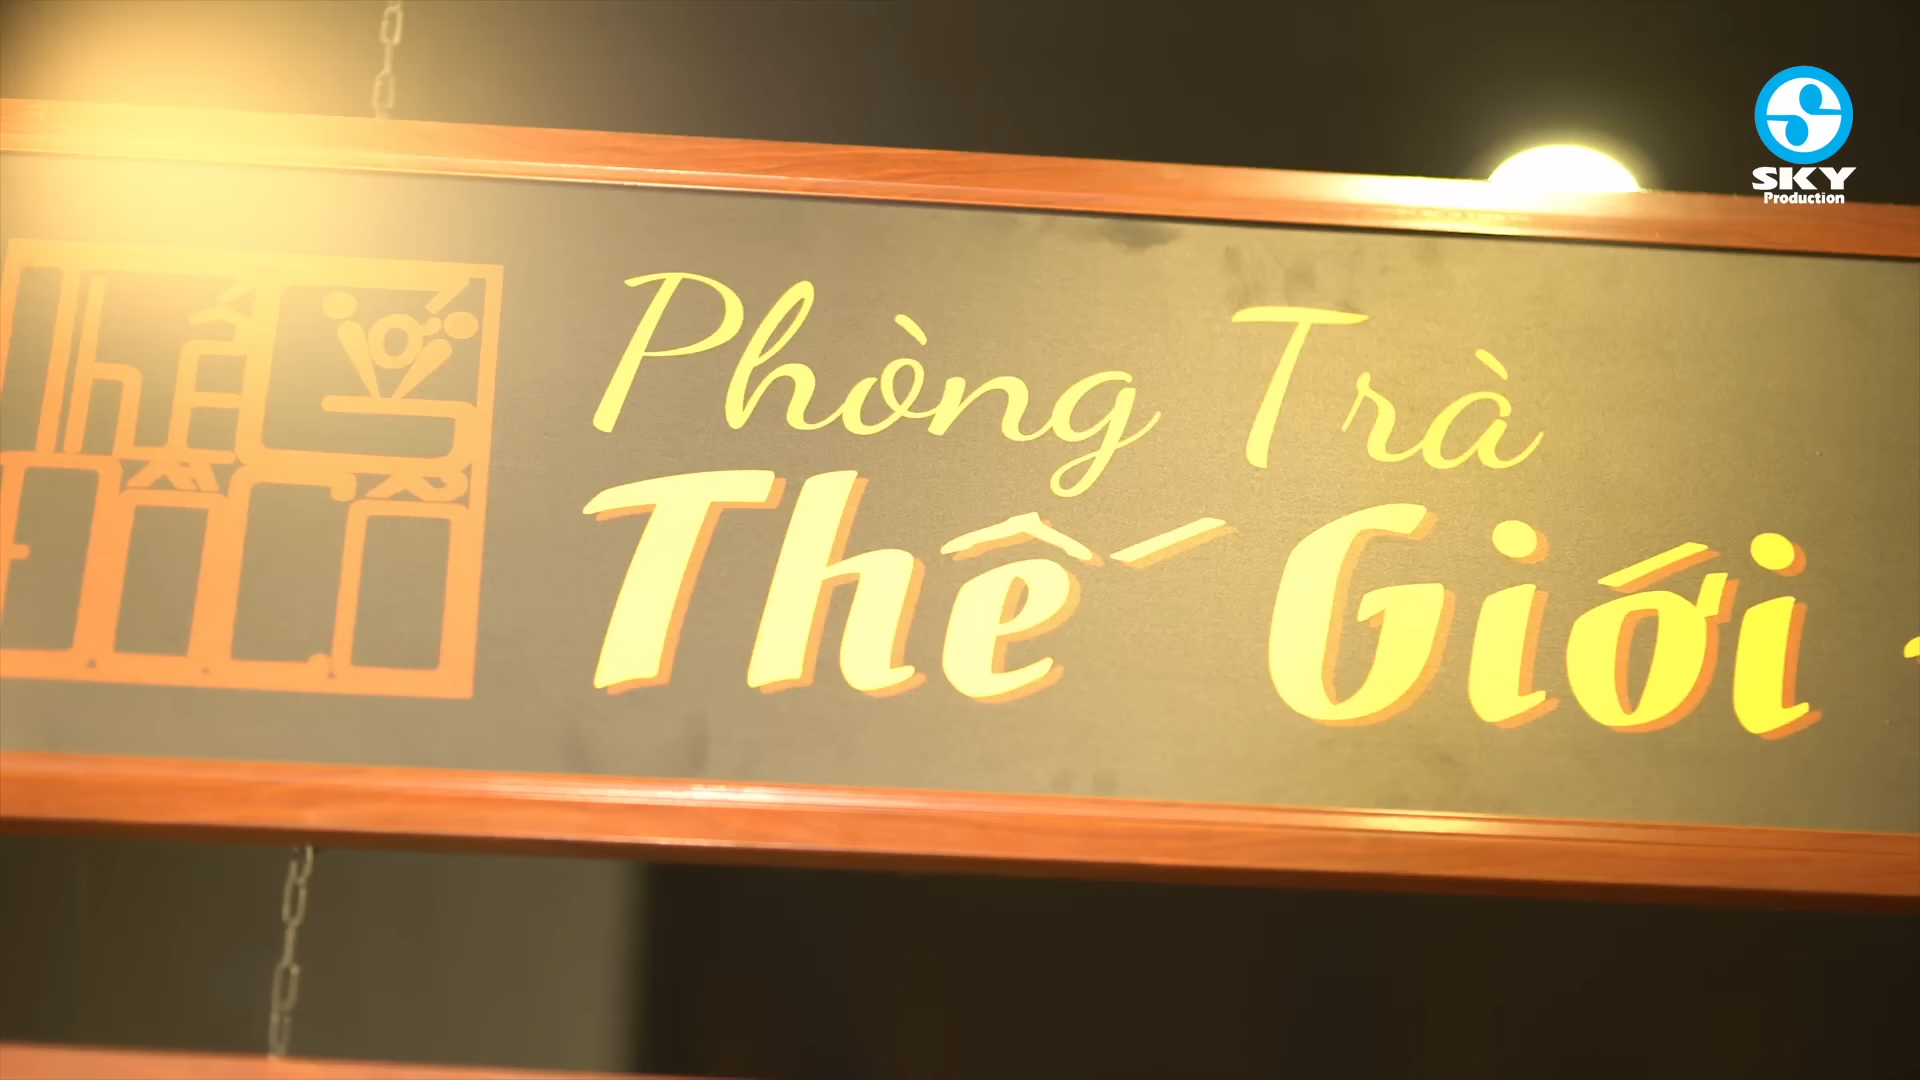 Phòng Trà
Thế Giới
SKY
Production